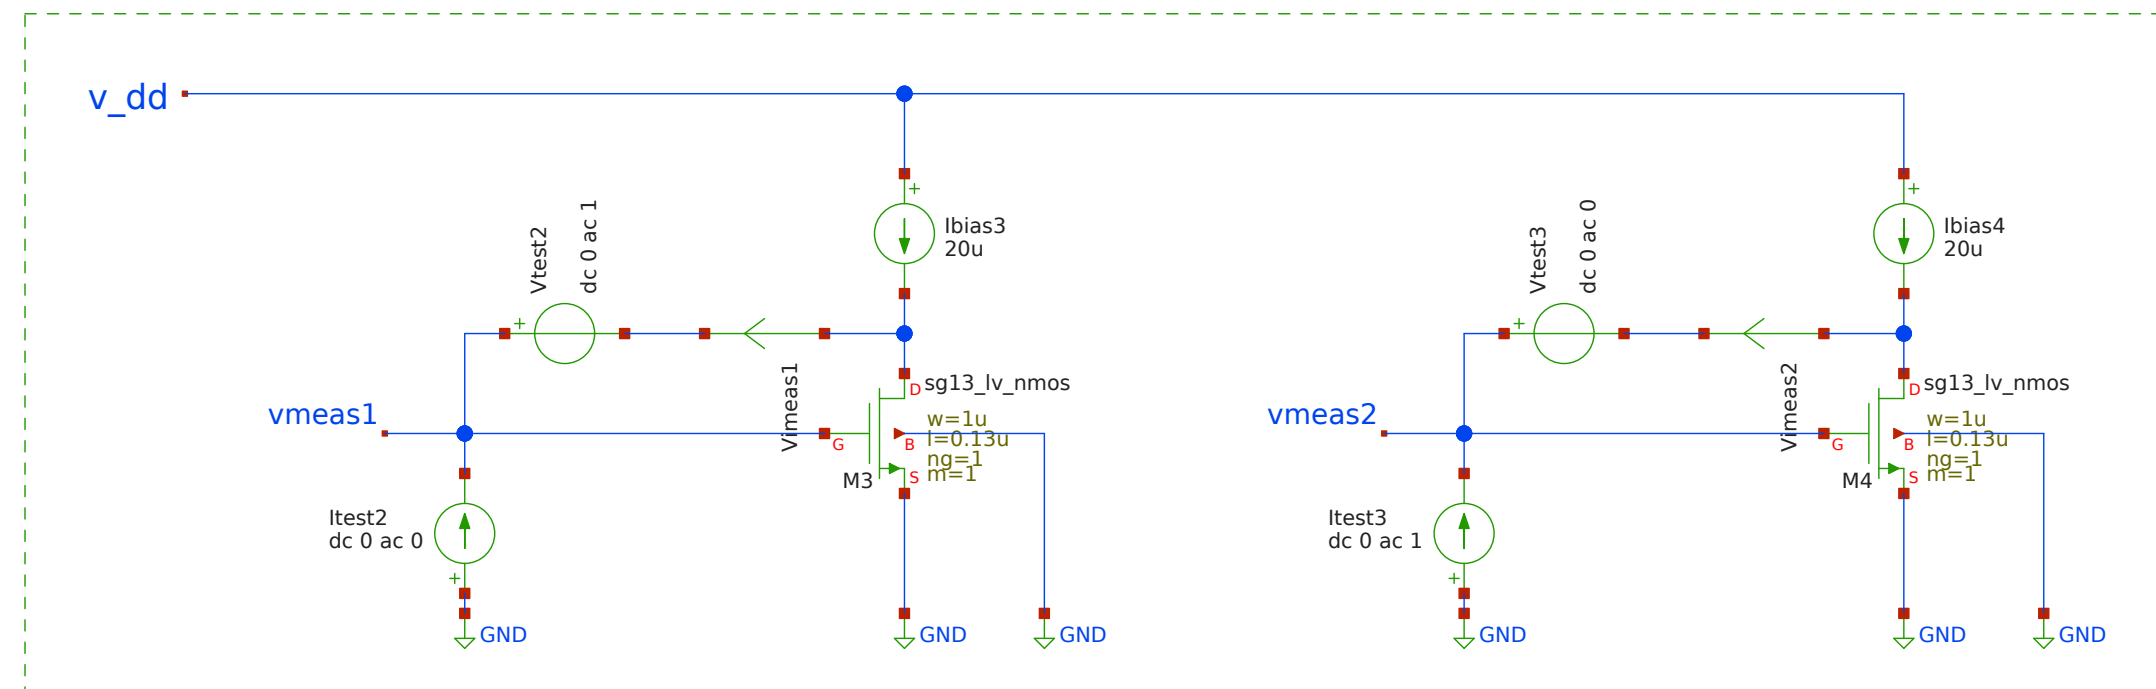 v_dd
Vtest2
dc 0 ac 1
+
Ibias3
20u
+
Vimeas1
D
sg13_lv_nmos
w=1u
l=0.13u
ng=1
m=1
G
B
S
M3
vmeas1
Itest2
dc 0 ac 0
+
GND
GND
GND
Vtest3
dc 0 ac 0
+
Ibias4
20u
+
Vimeas2
D
sg13_lv_nmos
w=1u
l=0.13u
ng=1
m=1
G
B
S
M4
vmeas2
Itest3
dc 0 ac 1
+
GND
GND
GND